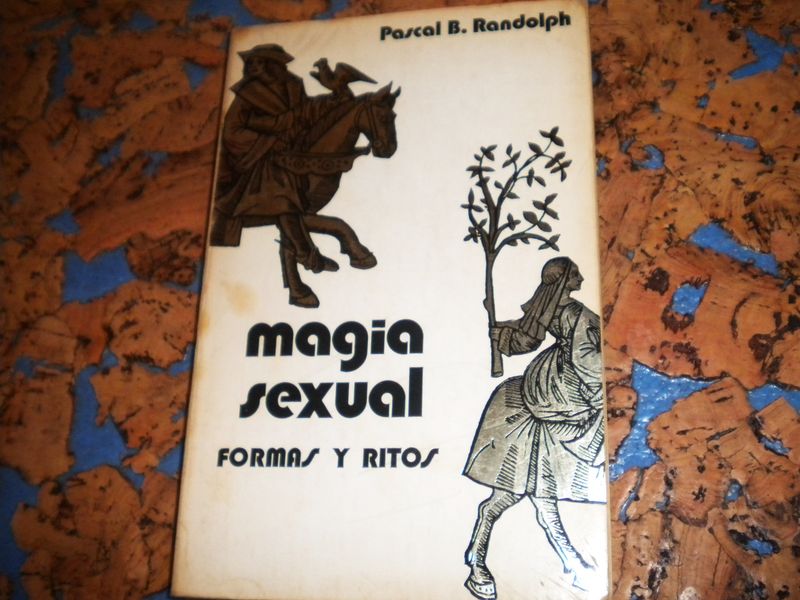 Pascal B. Randolph
magia
sexual
FORMAS Y RITOS